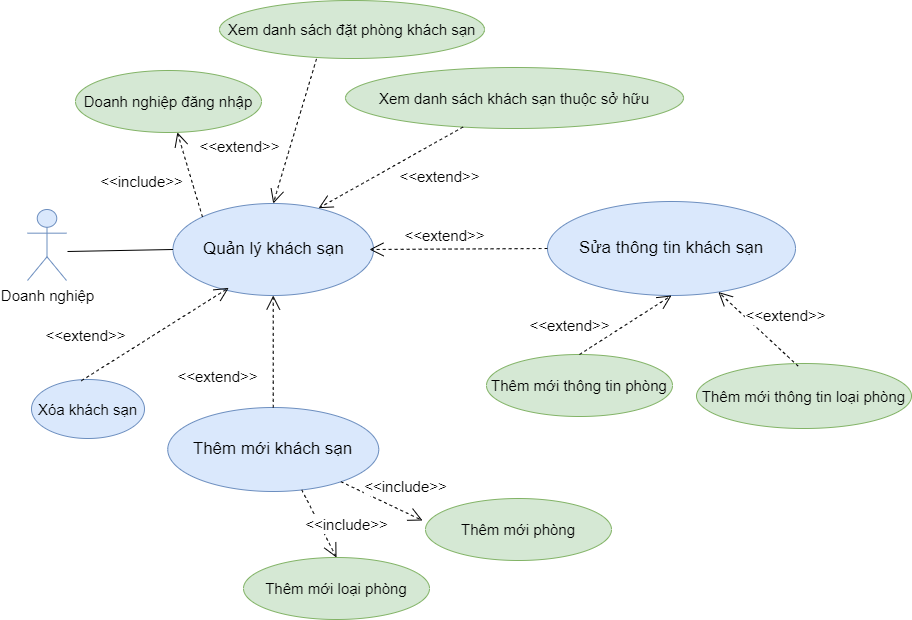 Xem danh sách đặt phòng khách sạn
Doanh nghiệp đăng nhập
Xem danh sách khách sạn thuộc sở hữu
<<extend>>
<<include>>
<<extend>>
Quản lý khách sạn
<<extend>>
Sửa thông tin khách sạn
Doanh nghiệp
<<extend>>
<<extend>>
<<extend>>
<<extend>>
Xóa khách sạn
Thêm mới thông tin phòng
Thêm mới thông tin loại phòng
Thêm mới khách sạn
<<include>>
<<include>>
Thêm mới phòng
Thêm mới loại phòng